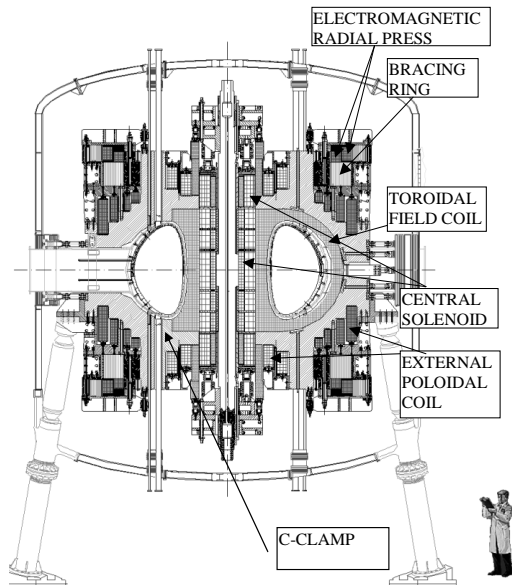 ELECTROMAGNETIC
RADIAL PRESS
BRACING
RING
TOROIDAL
FIELD COIL
CENTRAL
SOLENOID
EXTERNAL
POLOIDAL
COIL
C-CLAMP